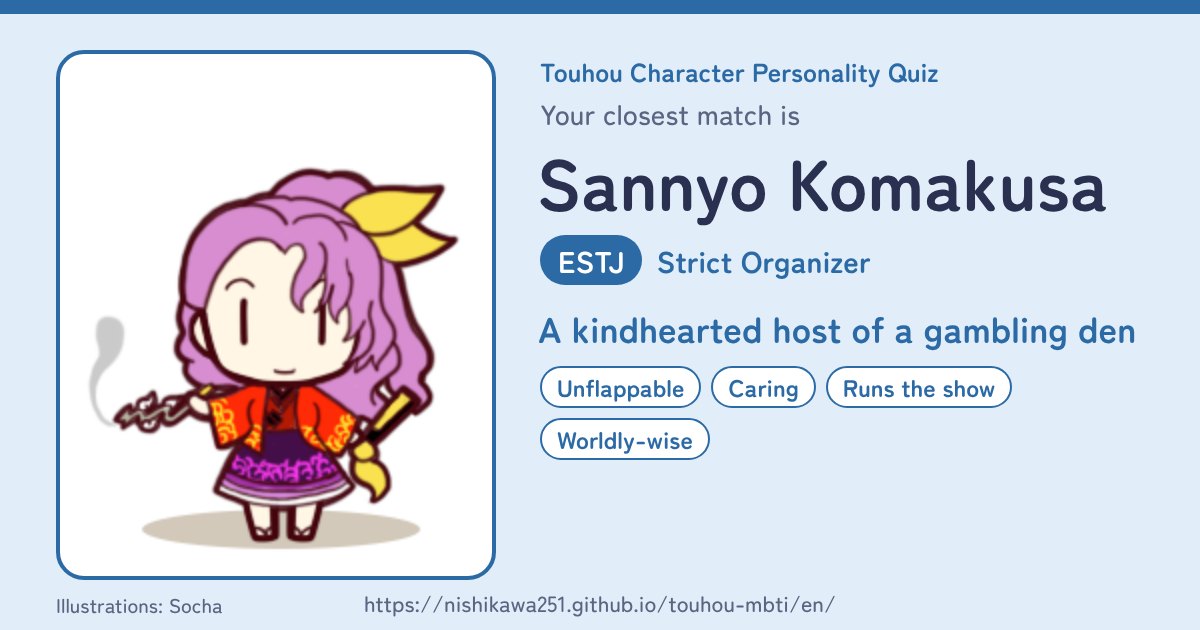 Touhou Character Personality Quiz
Your closest match is
Sannyo Komakusa
ESTJ Strict Organizer
A kindhearted host of a gambling den
Unflappable Caring Runs the show
Worldly-wise
Illustrations: Socha https://nishikawa251.github.io/touhou-mbti/en/